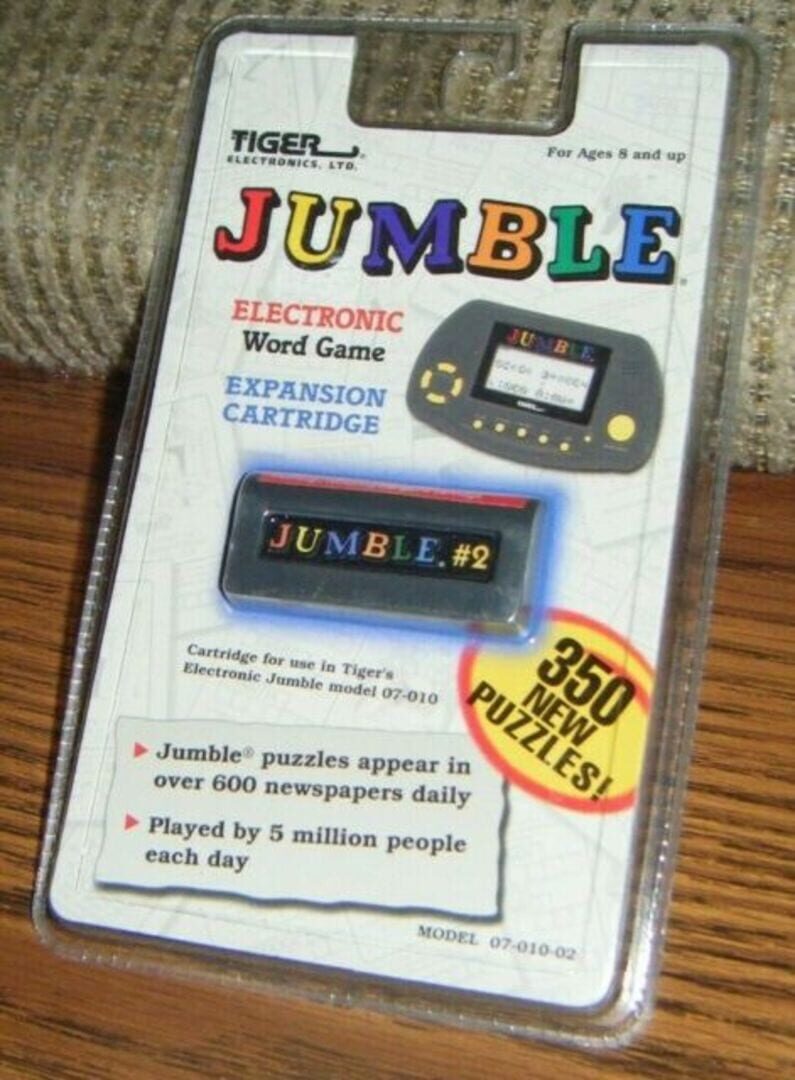 TIGER
ELECTRONICS, LTD.
For Ages 8 and up
JUMBLE
ELECTRONIC
Word Game
EXPANSION
CARTRIDGE
JUMBLE
JUMBLE. #2
350
NEW
PUZZLES!
Cartridge for use in Tiger's
Electronic Jumble model 07-010
Jumble® puzzles appear in
over 600 newspapers daily
Played by 5 million people
each day
MODEL 07-010-02